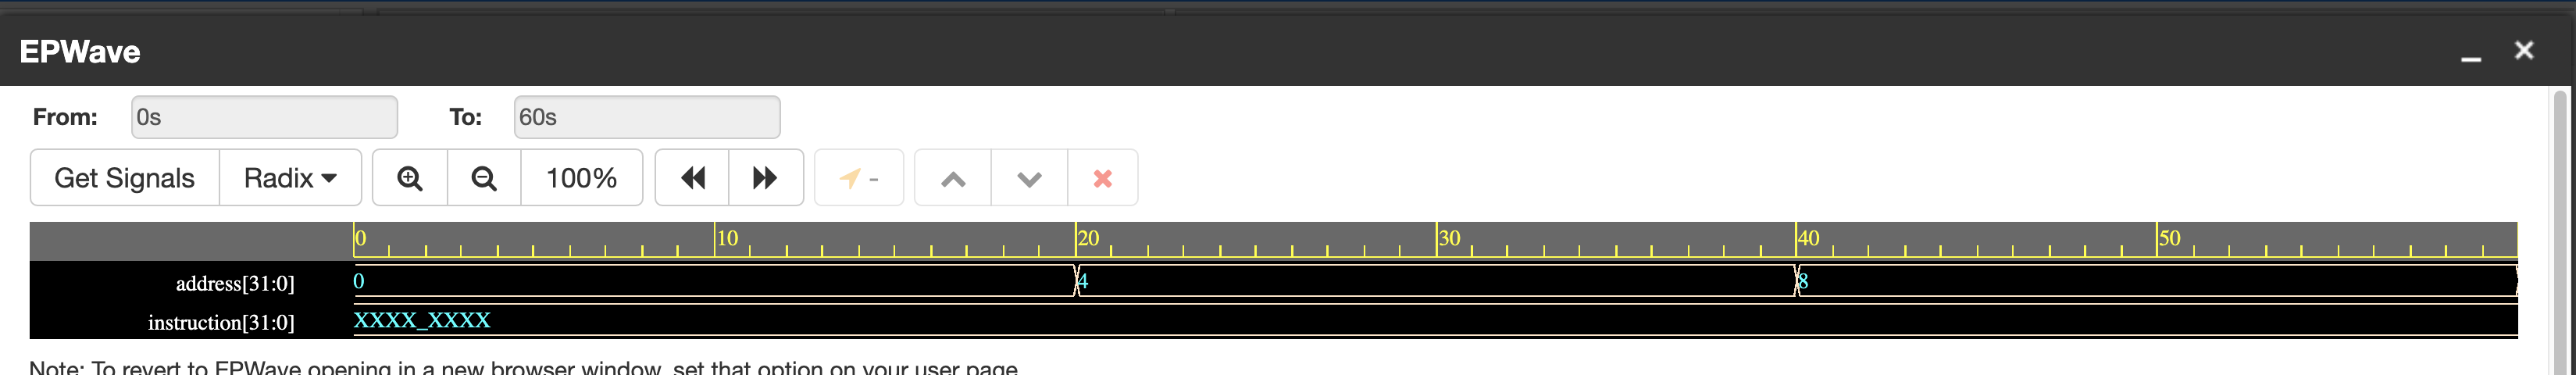 EPWave
From: 0s To: 60s
Get Signals Radix 100% -
0 10 20 30 40 50
address[31:0] 0 4 8
instruction[31:0] XXXX_XXXX
Note: To revert to EPWave opening in a new browser window, set that option on your user page.